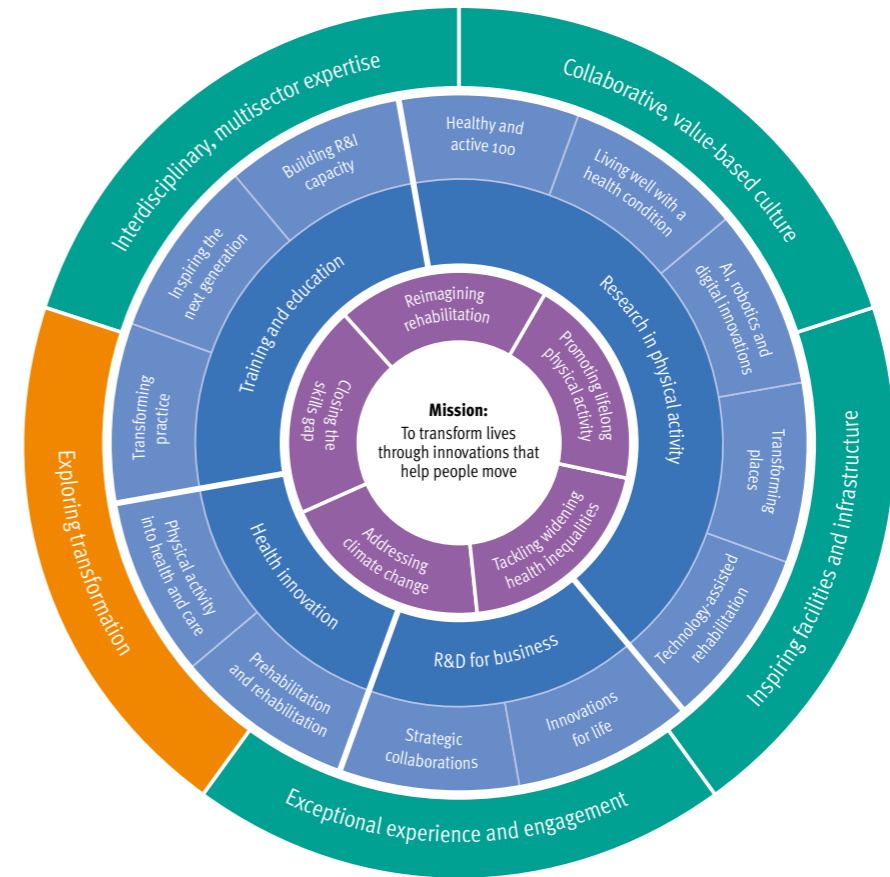 Interdisciplinary, multisector expertise
Collaborative, value-based culture
Inspiring facilities and infrastructure
Exceptional experience and engagement
Exploring transformation
Building R&I
capacity
Healthy and
active 100
Living well with a
health condition
AI, robotics and
digital innovations
Transforming
places
Technology-assisted
rehabilitation
Innovations
for life
Strategic
collaborations
Prehabilitation
and rehabilitation
Physical activity
into health and care
Transforming
practice
Inspiring the
next generation
Training and education
Research in physical activity
R&D for business
Health innovation
Reimagining
rehabilitation
Promoting lifelong
physical activity
Tackling widening
health inequalities
Addressing
climate change
Closing the
skills gap
Mission:
To transform lives
through innovations that
help people move